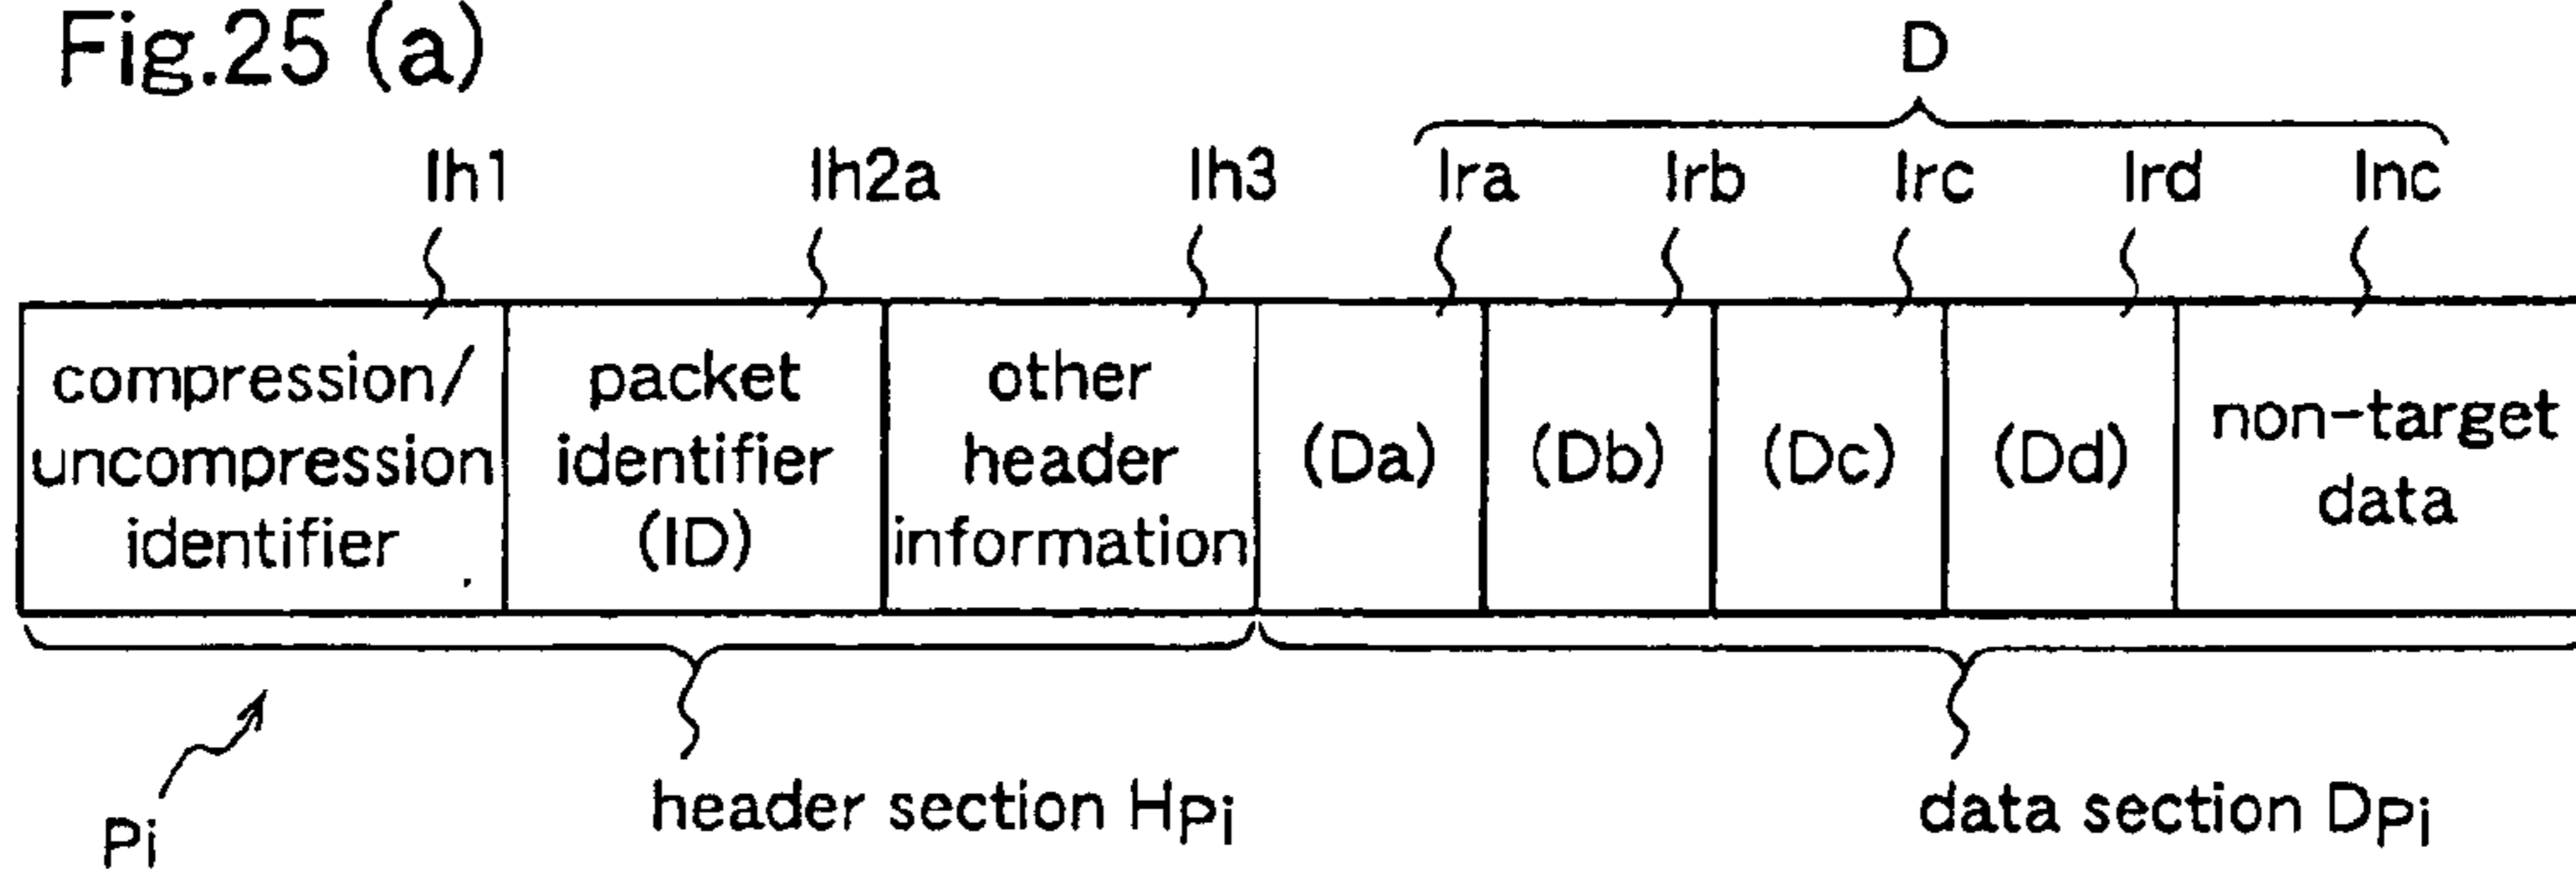 Fig.25 (a)
D
Ih1 Ih2a Ih3 Ira Irb Irc Ird Inc
compression/
uncompression
identifier
packet
identifier
(ID)
other
header
information
(Da)
(Db)
(Dc)
(Dd)
non-target
data
Pi
header section HPi
data section DPi